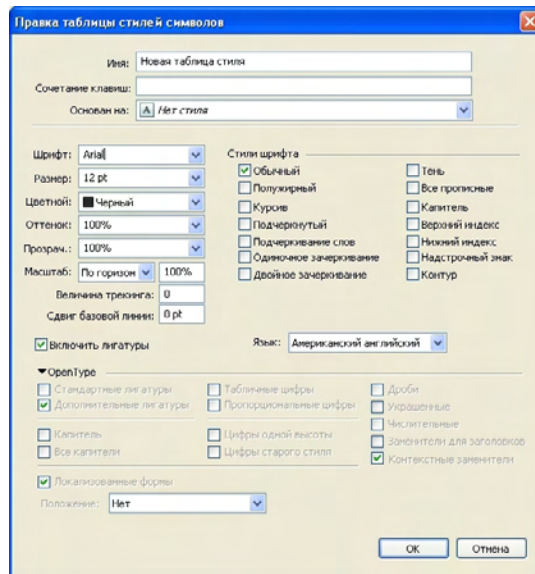 Правка таблицы стилей символов
Имя: Новая таблица стиля
Сочетание клавиш:
Основан на: A Нет стиля
Шрифт: Arial
Размер: 12 pt
Цветной: Черный
Оттенок: 100%
Прозрач.: 100%
Масштаб: По горизон 100%
Величина трекинга: 0
Сдвиг базовой линии: 0 pt
Стили шрифта
Обычный
Полужирный
Курсив
Подчеркнутый
Подчеркивание слов
Одиночное зачеркивание
Двойное зачеркивание
Тень
Все прописные
Капитель
Верхний индекс
Нижний индекс
Надстрочный знак
Контур
Включить лигатуры
Язык: Американский английский
OpenType
Стандартные лигатуры
Дополнительные лигатуры
Табличные цифры
Пропорциональные цифры
Дроби
Украшенные
Числительные
Заменители для заголовков
Контекстные заменители
Капитель
Все капители
Цифры одной высоты
Цифры старого стиля
Локализованные формы
Положение: Нет
ОК Отмена